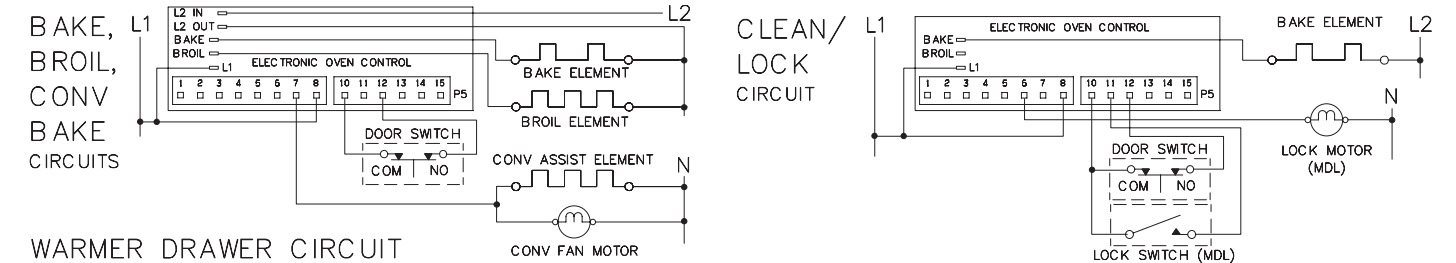 BAKE,
BROIL,
CONV
BAKE
CIRCUITS
L1
L2 IN
L2 OUT
BAKE
BROIL
L1
ELECTRONIC OVEN CONTROL
1 2 3 4 5 6 7 8 10 11 12 13 14 15
P5
L2
BAKE ELEMENT
BROIL ELEMENT
DOOR SWITCH
COM NO
CONV ASSIST ELEMENT
N
CONV FAN MOTOR
WARMER DRAWER CIRCUIT
CLEAN/
LOCK
CIRCUIT
L1
ELECTRONIC OVEN CONTROL
BAKE
BROIL
L1
1 2 3 4 5 6 7 8 10 11 12 13 14 15
P5
BAKE ELEMENT
L2
N
LOCK MOTOR
(MDL)
DOOR SWITCH
COM NO
LOCK SWITCH (MDL)